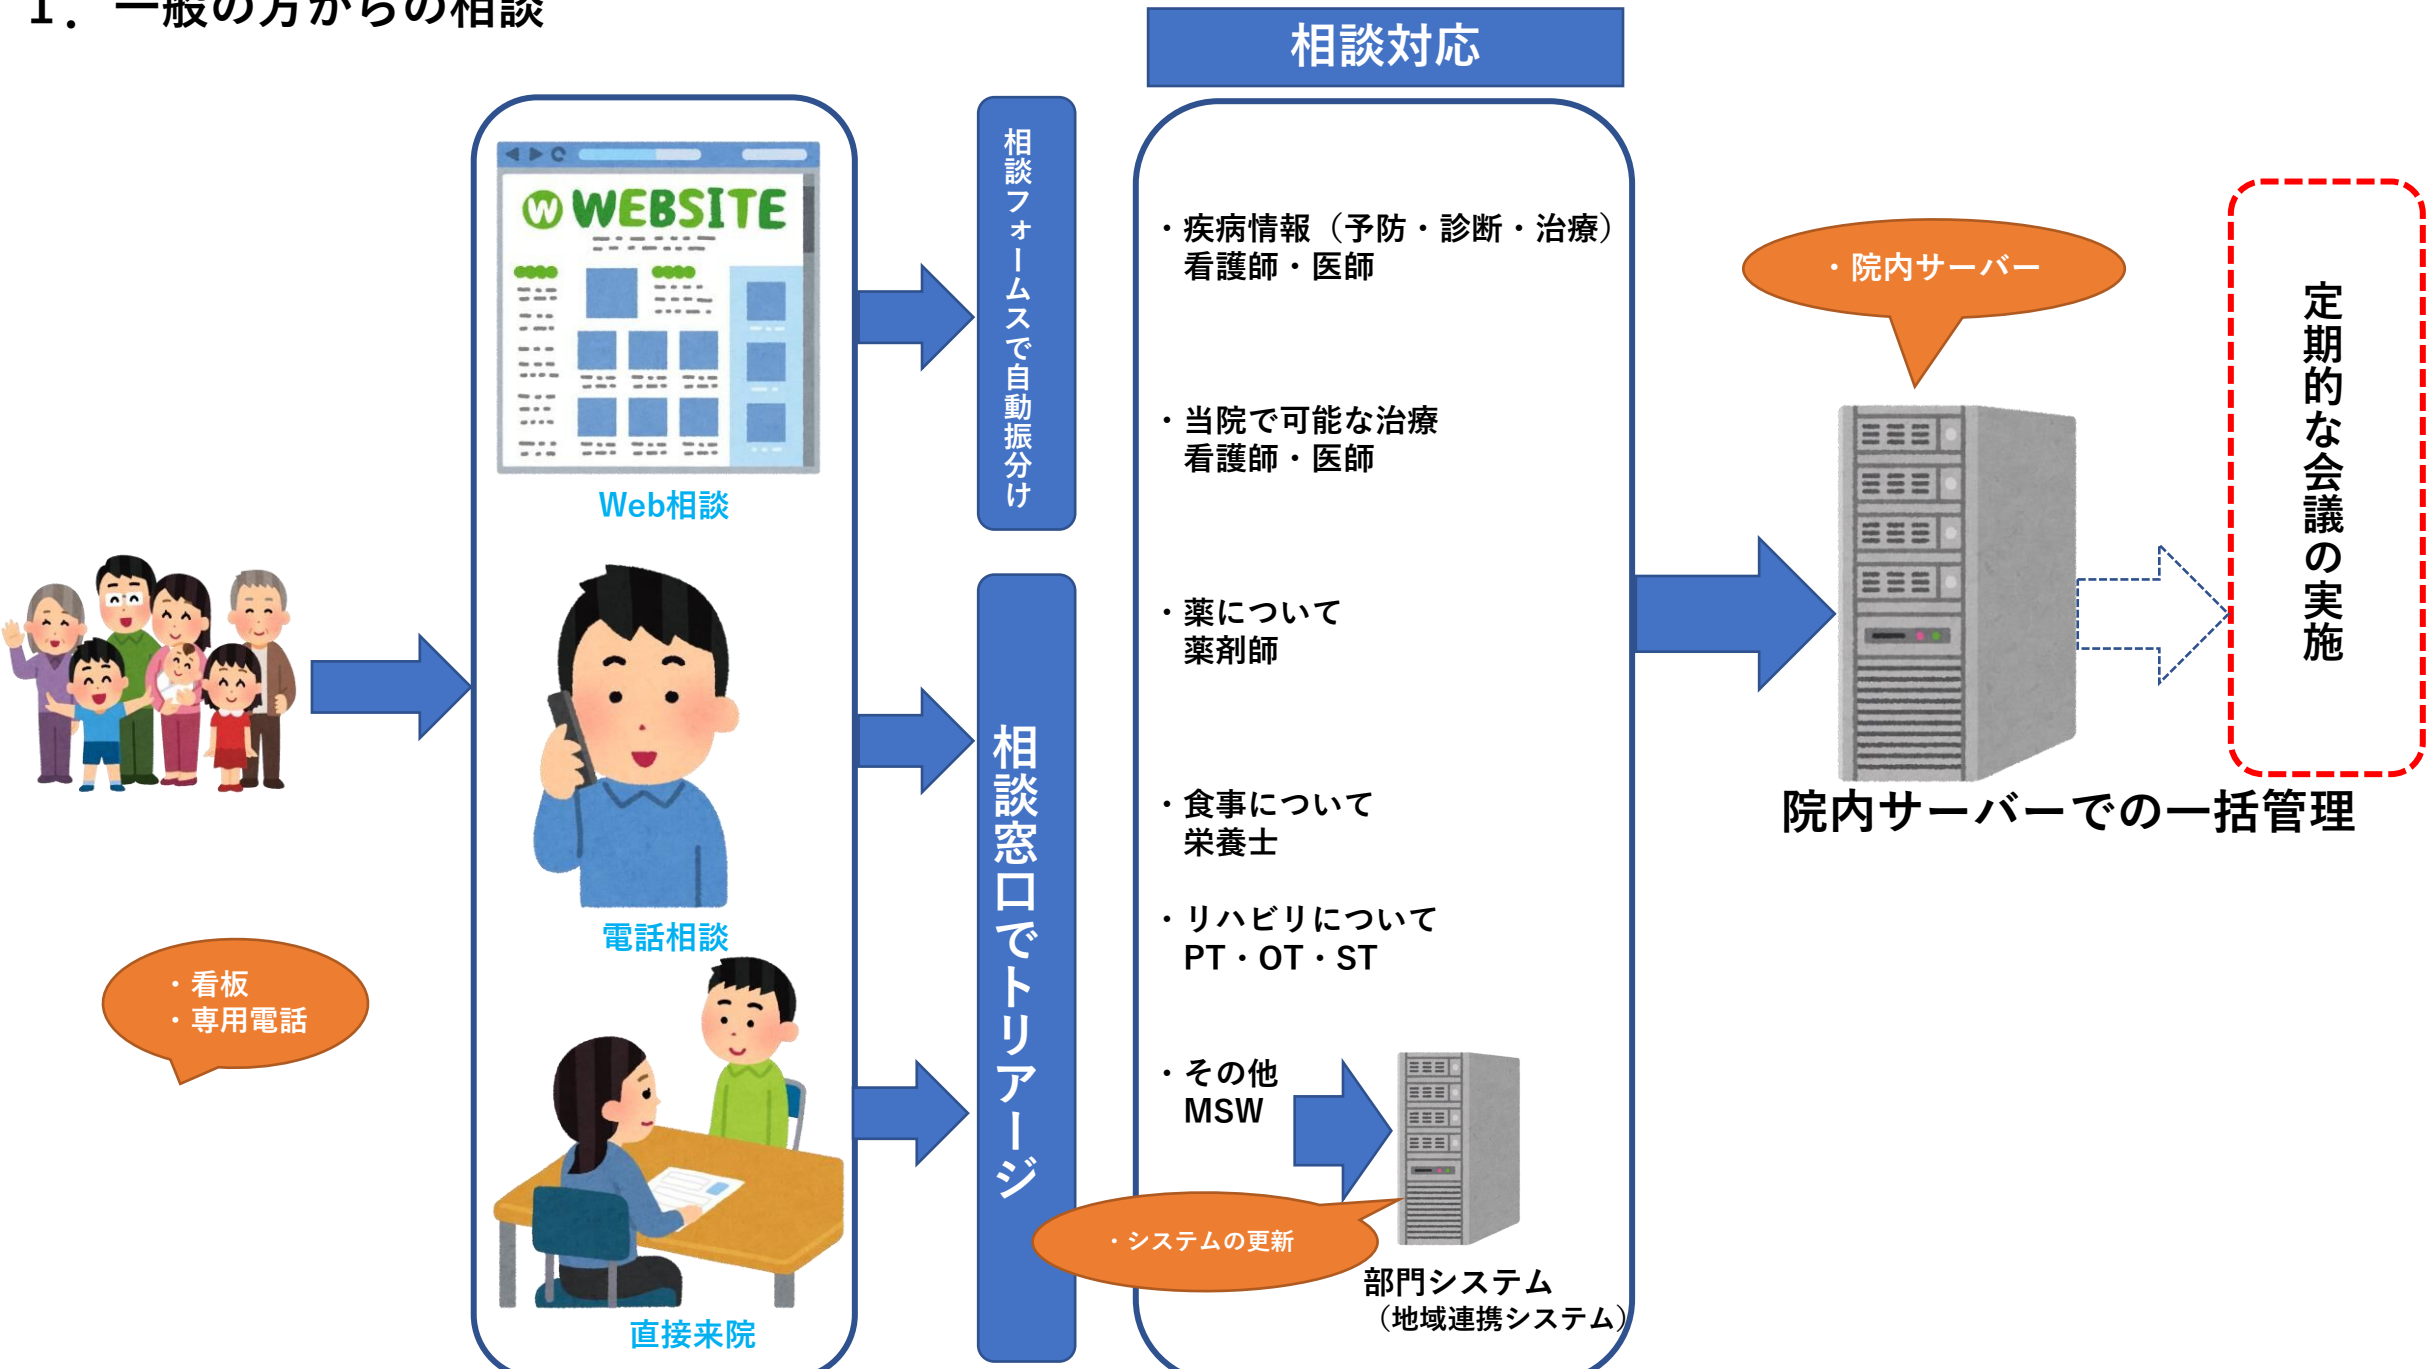 １．一般の方からの相談
相談対応
WEBSITE
Web相談
電話相談
直接来院
・看板
・専用電話
相談フォームスで自動振分け
相談窓口でトリアージ
・疾病情報（予防・診断・治療）
看護師・医師
・当院で可能な治療
看護師・医師
・薬について
薬剤師
・食事について
栄養士
・リハビリについて
PT・OT・ST
・その他
MSW
・システムの更新
部門システム
（地域連携システム）
・院内サーバー
院内サーバーでの一括管理
定期的な会議の実施